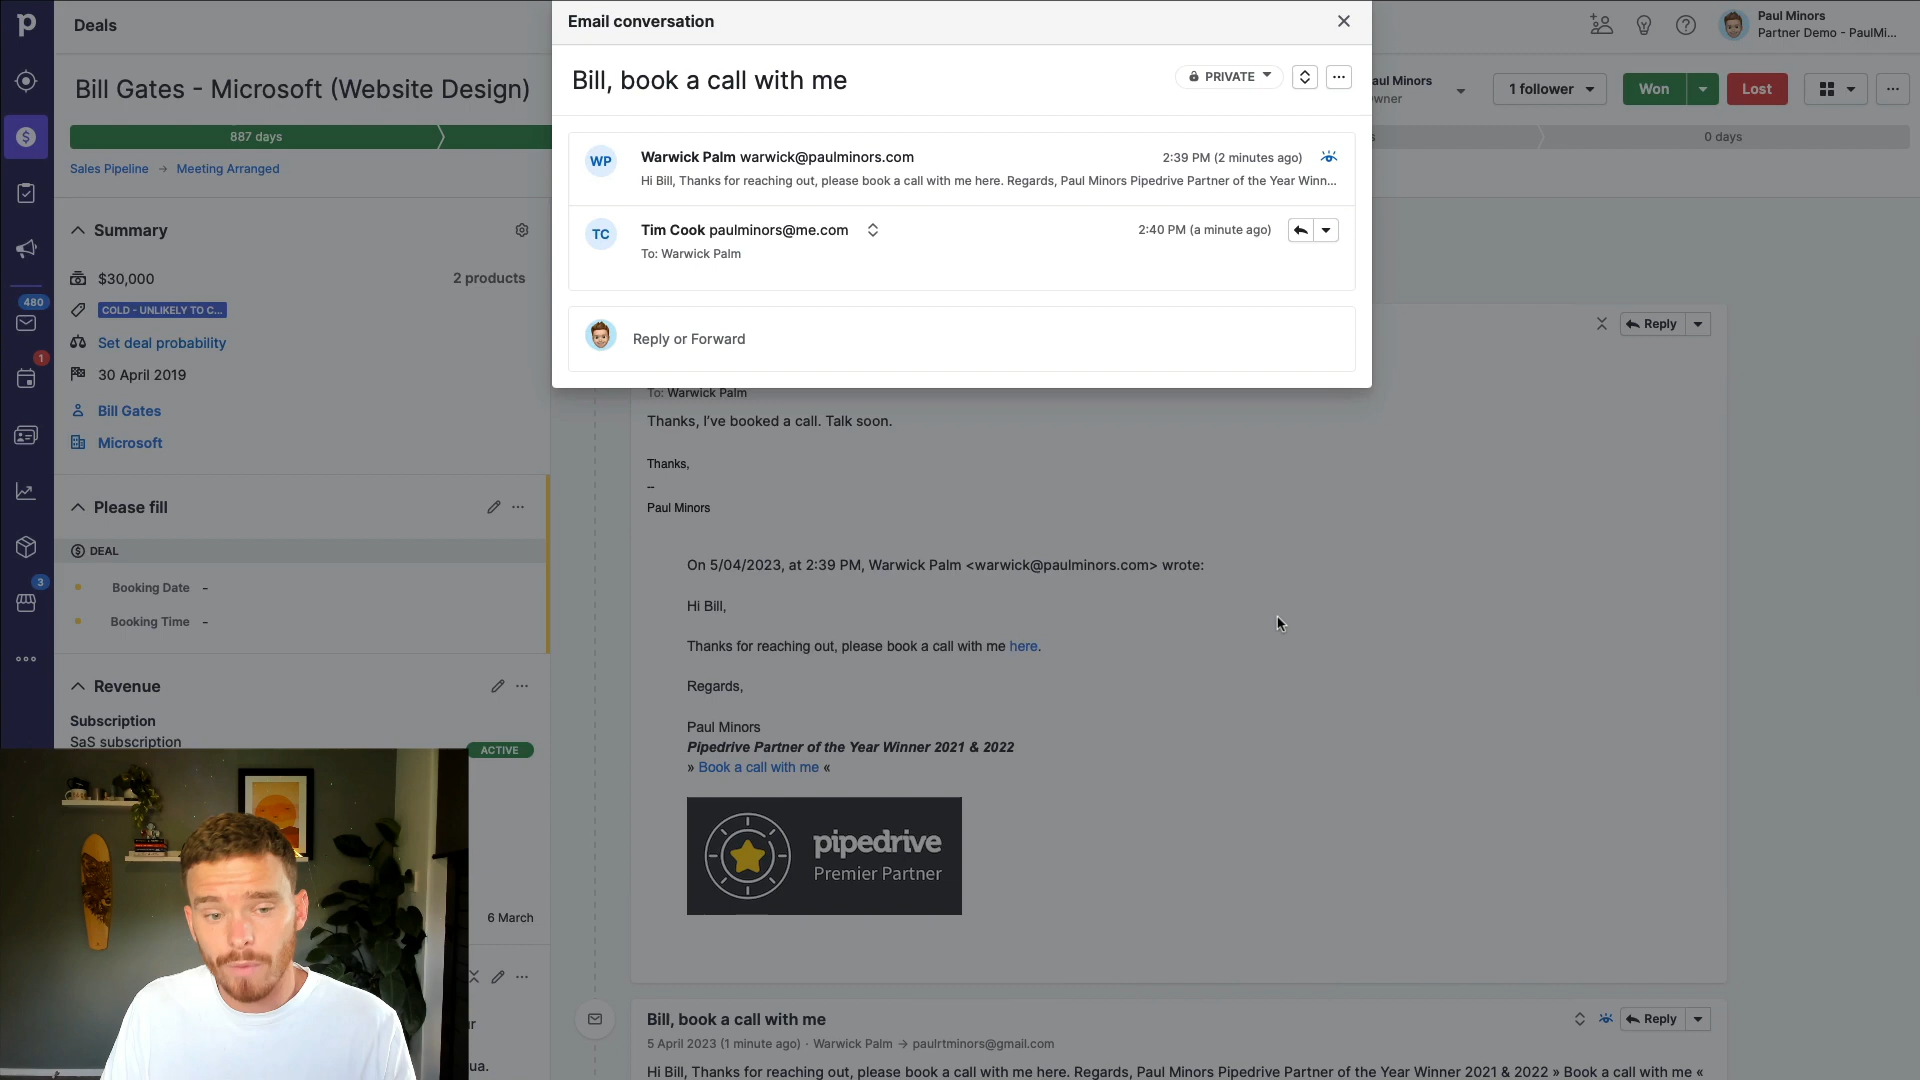 Deals
Email conversation
Paul Minors
Partner Demo - PaulMi...
Bill Gates - Microsoft (Website Design)
Bill, book a call with me
PRIVATE
aul Minors
wner
1 follower
Won
Lost
887 days
0 days
Sales Pipeline → Meeting Arranged
WP
Warwick Palm warwick@paulminors.com
2:39 PM (2 minutes ago)
Hi Bill, Thanks for reaching out, please book a call with me here. Regards, Paul Minors Pipedrive Partner of the Year Winn...
TC
Tim Cook paulminors@me.com
2:40 PM (a minute ago)
To: Warwick Palm
Reply or Forward
Summary
$30,000
2 products
COLD - UNLIKELY TO C...
Set deal probability
30 April 2019
Bill Gates
Microsoft
480
1
3
Please fill
DEAL
Booking Date -
Booking Time -
Revenue
Subscription
SaS subscription
ACTIVE
6 March
ur
ua.
Reply
To: Warwick Palm
Thanks, I've booked a call. Talk soon.
Thanks,
--
Paul Minors
On 5/04/2023, at 2:39 PM, Warwick Palm <warwick@paulminors.com> wrote:
Hi Bill,
Thanks for reaching out, please book a call with me here.
Regards,
Paul Minors
Pipedrive Partner of the Year Winner 2021 & 2022
» Book a call with me «
pipedrive
Premier Partner
Bill, book a call with me
Reply
5 April 2023 (1 minute ago) · Warwick Palm → paulrtminors@gmail.com
Hi Bill, Thanks for reaching out, please book a call with me here. Regards, Paul Minors Pipedrive Partner of the Year Winner 2021 & 2022 » Book a call with me «